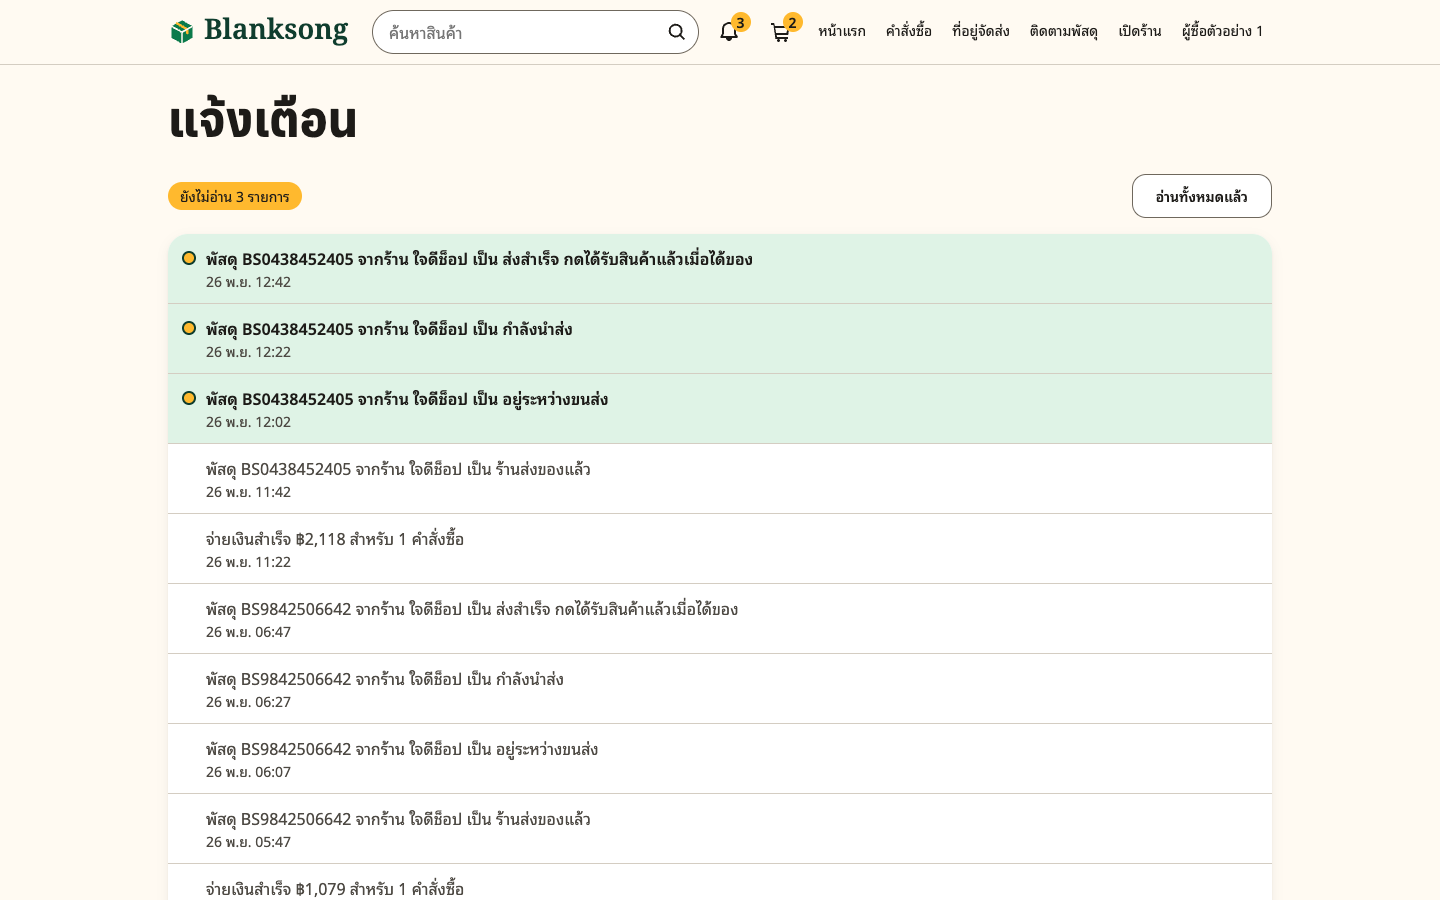 Blanksong
ค้นหาสินค้า
3
2
หน้าแรก
คำสั่งซื้อ
ที่อยู่จัดส่ง
ติดตามพัสดุ
เปิดร้าน
ผู้ซื้อตัวอย่าง 1
แจ้งเตือน
ยังไม่อ่าน 3 รายการ
อ่านทั้งหมดแล้ว
พัสดุ BS0438452405 จากร้าน ใจดีช็อป เป็น ส่งสำเร็จ กดได้รับสินค้าแล้วเมื่อได้ของ
26 พ.ย. 12:42
พัสดุ BS0438452405 จากร้าน ใจดีช็อป เป็น กำลังนำส่ง
26 พ.ย. 12:22
พัสดุ BS0438452405 จากร้าน ใจดีช็อป เป็น อยู่ระหว่างขนส่ง
26 พ.ย. 12:02
พัสดุ BS0438452405 จากร้าน ใจดีช็อป เป็น ร้านส่งของแล้ว
26 พ.ย. 11:42
จ่ายเงินสำเร็จ ฿2,118 สำหรับ 1 คำสั่งซื้อ
26 พ.ย. 11:22
พัสดุ BS9842506642 จากร้าน ใจดีช็อป เป็น ส่งสำเร็จ กดได้รับสินค้าแล้วเมื่อได้ของ
26 พ.ย. 06:47
พัสดุ BS9842506642 จากร้าน ใจดีช็อป เป็น กำลังนำส่ง
26 พ.ย. 06:27
พัสดุ BS9842506642 จากร้าน ใจดีช็อป เป็น อยู่ระหว่างขนส่ง
26 พ.ย. 06:07
พัสดุ BS9842506642 จากร้าน ใจดีช็อป เป็น ร้านส่งของแล้ว
26 พ.ย. 05:47
จ่ายเงินสำเร็จ ฿1,079 สำหรับ 1 คำสั่งซื้อ